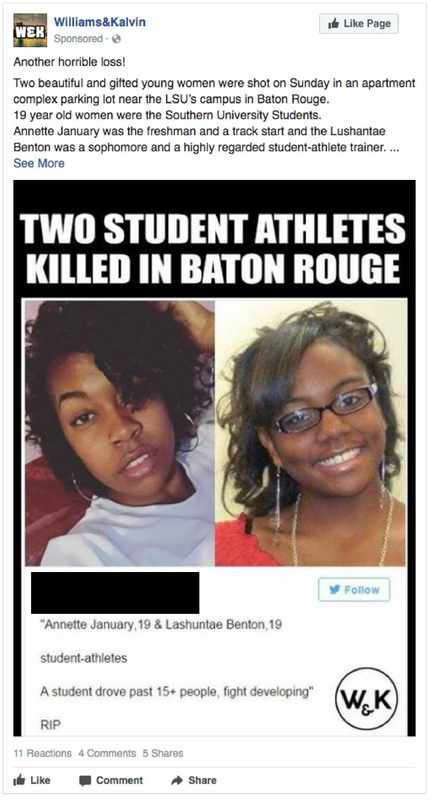 WEK
Williams&Kalvin
Sponsored ·
Like Page
Another horrible loss!
Two beautiful and gifted young women were shot on Sunday in an apartment
complex parking lot near the LSU's campus in Baton Rouge.
19 year old women were the Southern University Students.
Annette January was the freshman and a track start and the Lushantae
Benton was a sophomore and a highly regarded student-athlete trainer. ...
See More
TWO STUDENT ATHLETES
KILLED IN BATON ROUGE
Follow
"Annette January,19 & Lashuntae Benton,19
student-athletes
A student drove past 15+ people, fight developing"
RIP
W&K
11 Reactions 4 Comments 5 Shares
Like Comment Share